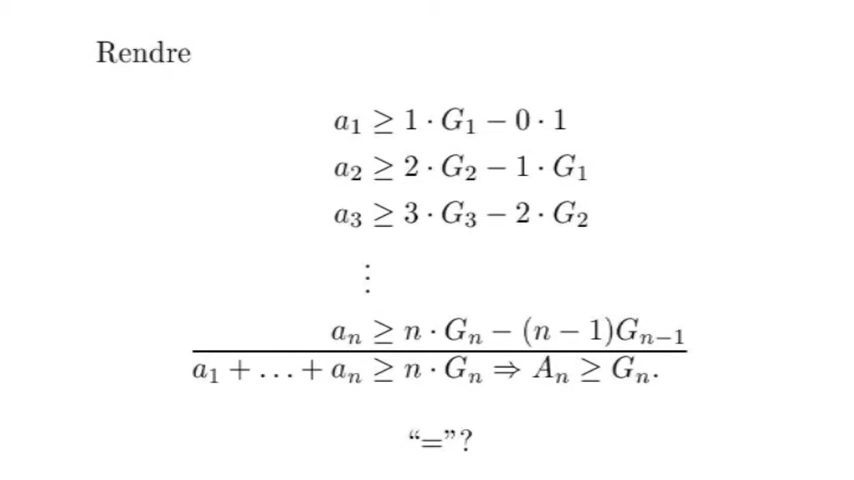 Rendre
a₁ ≥ 1 · G₁ − 0 · 1
a₂ ≥ 2 · G₂ − 1 · G₁
a₃ ≥ 3 · G₃ − 2 · G₂
⋮
aₙ ≥ n · Gₙ − (n − 1)Gₙ₋₁
a₁ + … + aₙ ≥ n · Gₙ ⇒ Aₙ ≥ Gₙ.
“=”?